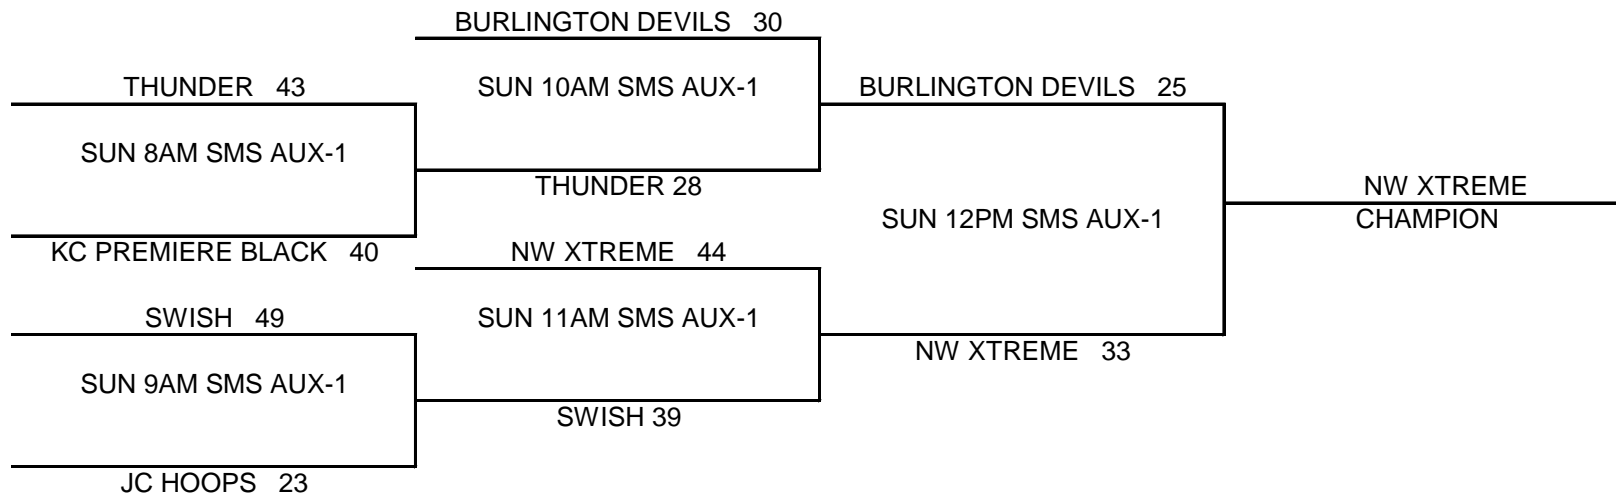 BURLINGTON DEVILS 30
THUNDER 43
SUN 10AM SMS AUX-1
BURLINGTON DEVILS 25
SUN 8AM SMS AUX-1
THUNDER 28
NW XTREME
SUN 12PM SMS AUX-1
CHAMPION
KC PREMIERE BLACK 40
NW XTREME 44
SWISH 49
SUN 11AM SMS AUX-1
NW XTREME 33
SUN 9AM SMS AUX-1
SWISH 39
JC HOOPS 23